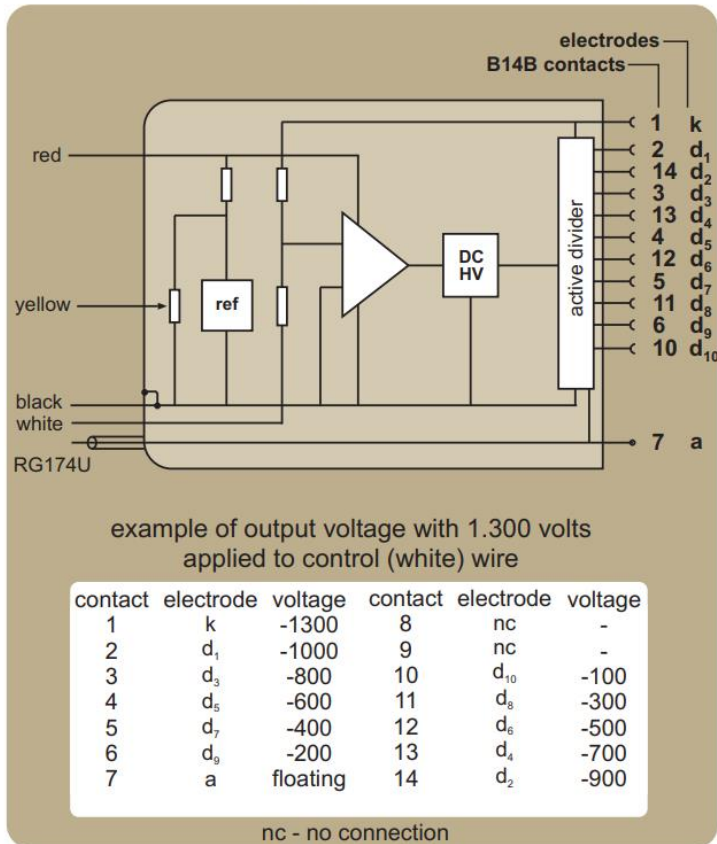 electrodes
B14B contacts
1 k
2 d₁
14 d₂
3 d₃
13 d₄
4 d₅
12 d₆
5 d₇
11 d₈
6 d₉
10 d₁₀
7 a
red
yellow
black
white
RG174U
ref
DC
HV
active divider
example of output voltage with 1.300 volts
applied to control (white) wire
contact electrode voltage contact electrode voltage
1 k -1300 8 nc -
2 d₁ -1000 9 nc -
3 d₃ -800 10 d₁₀ -100
4 d₅ -600 11 d₈ -300
5 d₇ -400 12 d₆ -500
6 d₉ -200 13 d₄ -700
7 a floating 14 d₂ -900
nc - no connection